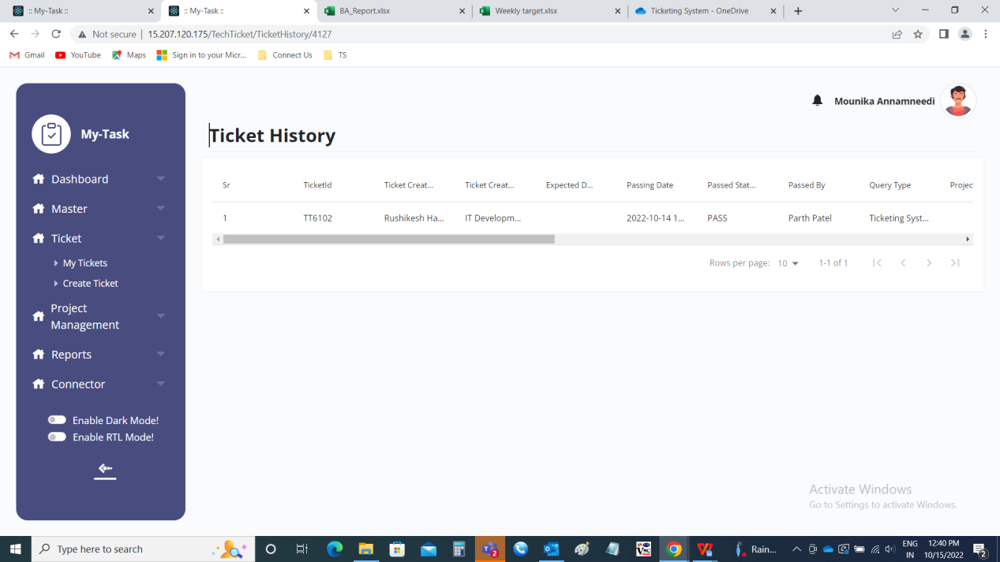 :: My-Task ::
:: My-Task ::
BA_Report.xlsx
Weekly target.xlsx
Ticketing System - OneDrive
Not secure | 15.207.120.175/TechTicket/TicketHistory/4127
Gmail
YouTube
Maps
Sign in to your Micr...
Connect Us
TS
My-Task
Dashboard
Master
Ticket
My Tickets
Create Ticket
Project
Management
Reports
Connector
Enable Dark Mode!
Enable RTL Mode!
Mounika Annamneedi
Ticket History
Sr TicketId Ticket Creat... Ticket Creat... Expected D... Passing Date Passed Stat... Passed By Query Type Projec
1 TT6102 Rushikesh Ha... IT Developm... 2022-10-14 1... PASS Parth Patel Ticketing Syst...
Rows per page: 10 1-1 of 1
Activate Windows
Go to Settings to activate Windows.
Type here to search
2
Rain...
ENG
IN
12:40 PM
10/15/2022
2